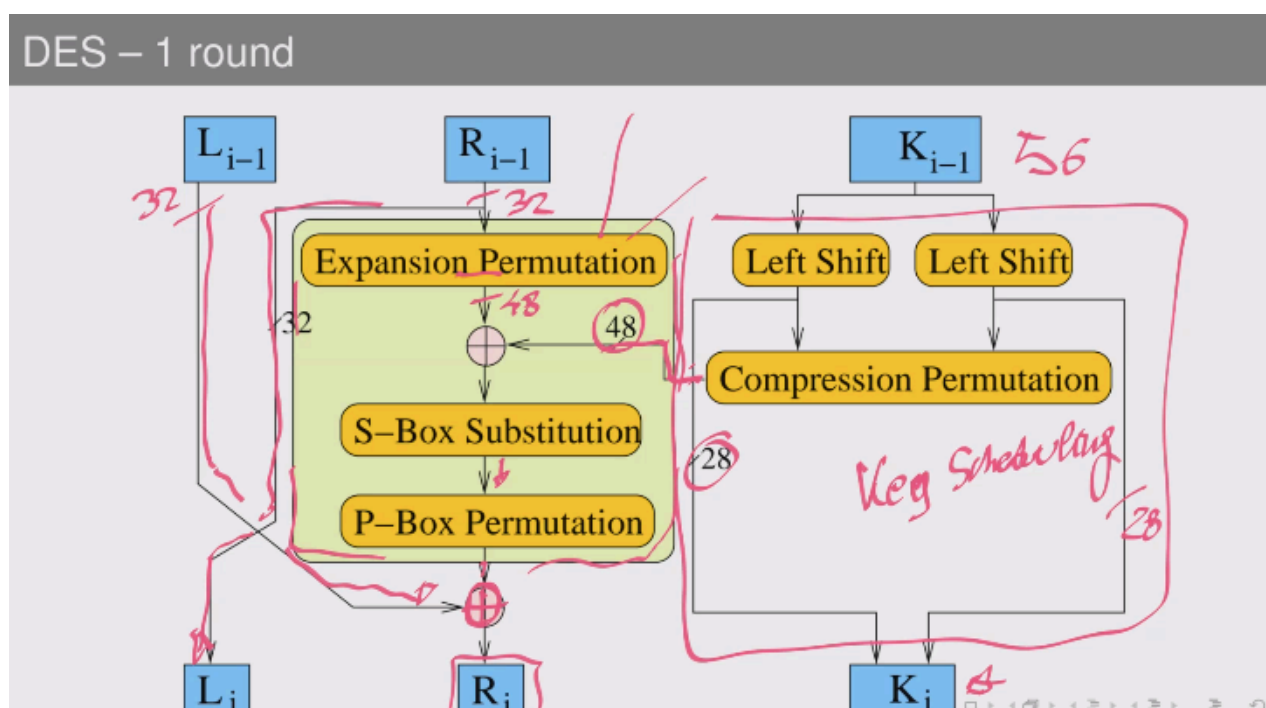 DES – 1 round
L i–1
R i–1
K i–1
56
32
32
Expansion Permutation
Left Shift
Left Shift
48
32
48
Compression Permutation
S–Box Substitution
28
Key Scheduling
P–Box Permutation
28
L i
R i
K i